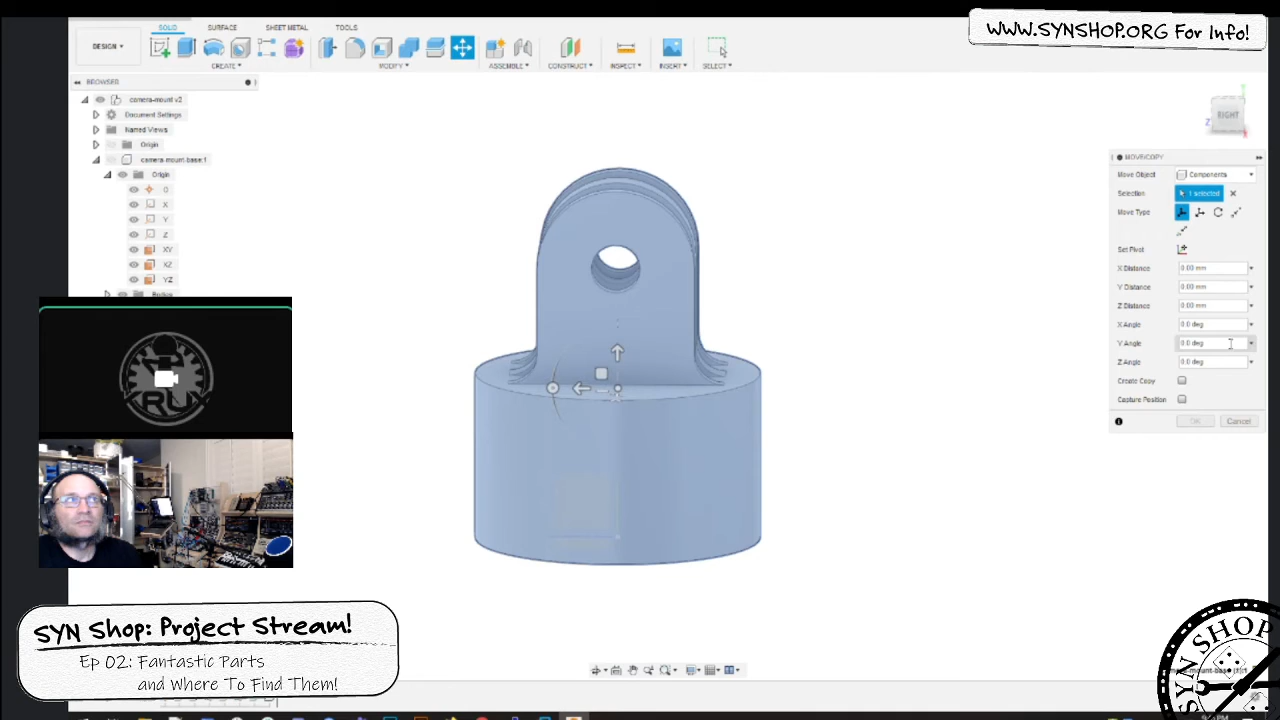 WWW.SYNSHOP.ORG For Info!
SOLID
SURFACE
SHEET METAL
TOOLS
DESIGN
CREATE
MODIFY
ASSEMBLE
CONSTRUCT
INSPECT
INSERT
SELECT
BROWSER
camera-mount v2
Document Settings
Named Views
Origin
camera-mount-base:1
Origin
O
X
Y
Z
XY
XZ
YZ
Bodies
RIGHT
Z
MOVE/COPY
Move Object
Components
Selection
1 selected
Move Type
Set Pivot
X Distance
0.00 mm
Y Distance
0.00 mm
Z Distance
0.00 mm
X Angle
0.0 deg
Y Angle
0.0 deg
Z Angle
0.0 deg
Create Copy
Capture Position
OK
Cancel
SYN Shop: Project Stream!
Ep 02: Fantastic Parts
and Where To Find Them!
SYN SHOP